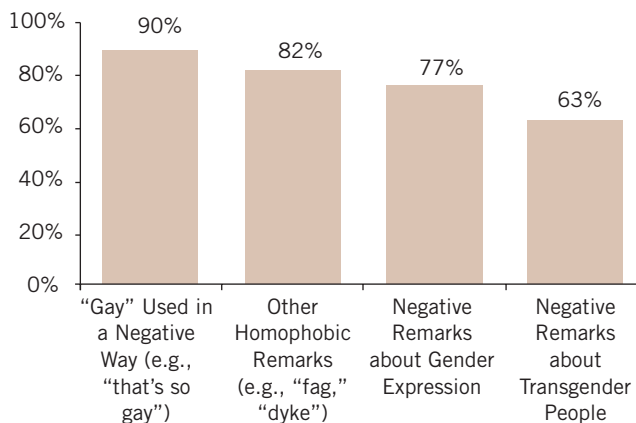 100%
80%
60%
40%
20%
0%
90%
82%
77%
63%
“Gay” Used in
a Negative
Way (e.g.,
“that’s so
gay”)
Other
Homophobic
Remarks
(e.g., “fag,”
“dyke”)
Negative
Remarks
about Gender
Expression
Negative
Remarks
about
Transgender
People